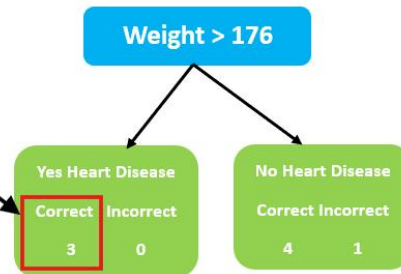 Weight > 176
Yes Heart Disease
Correct Incorrect
3 0
No Heart Disease
Correct Incorrect
4 1